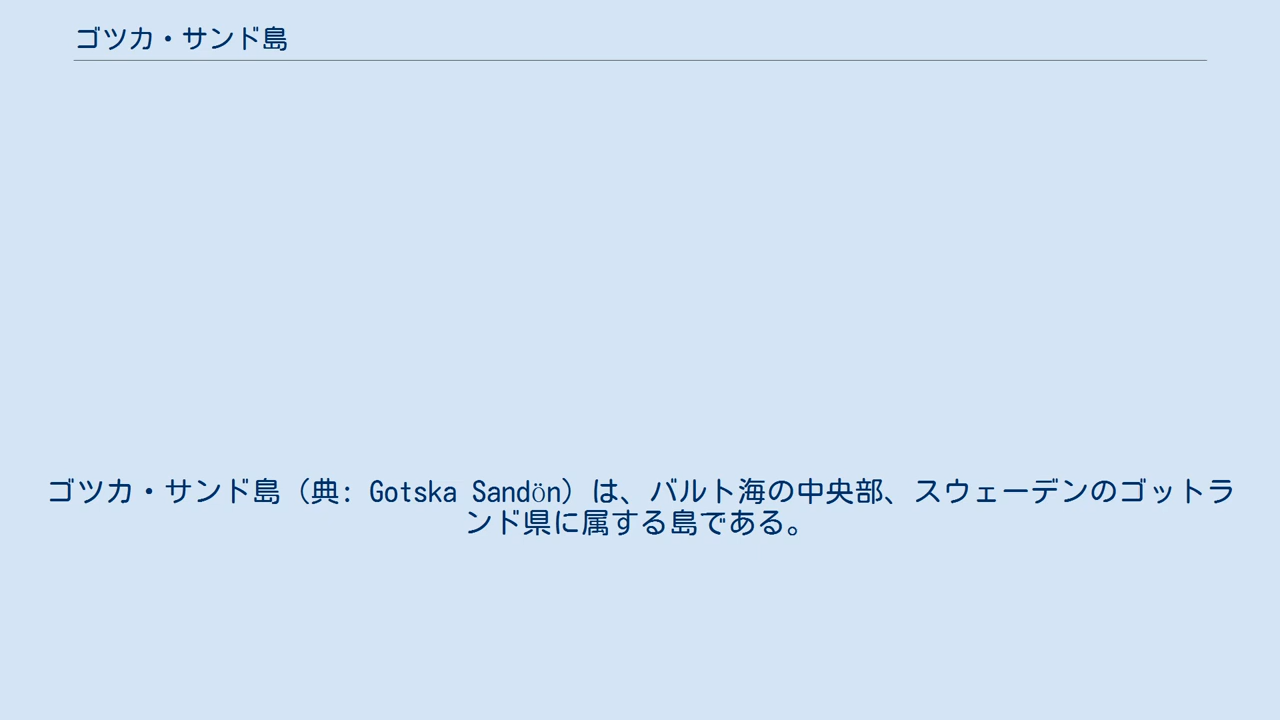 ゴツカ・サンド島
ゴツカ・サンド島（典: Gotska Sandön）は、バルト海の中央部、スウェーデンのゴットラ
ンド県に属する島である。